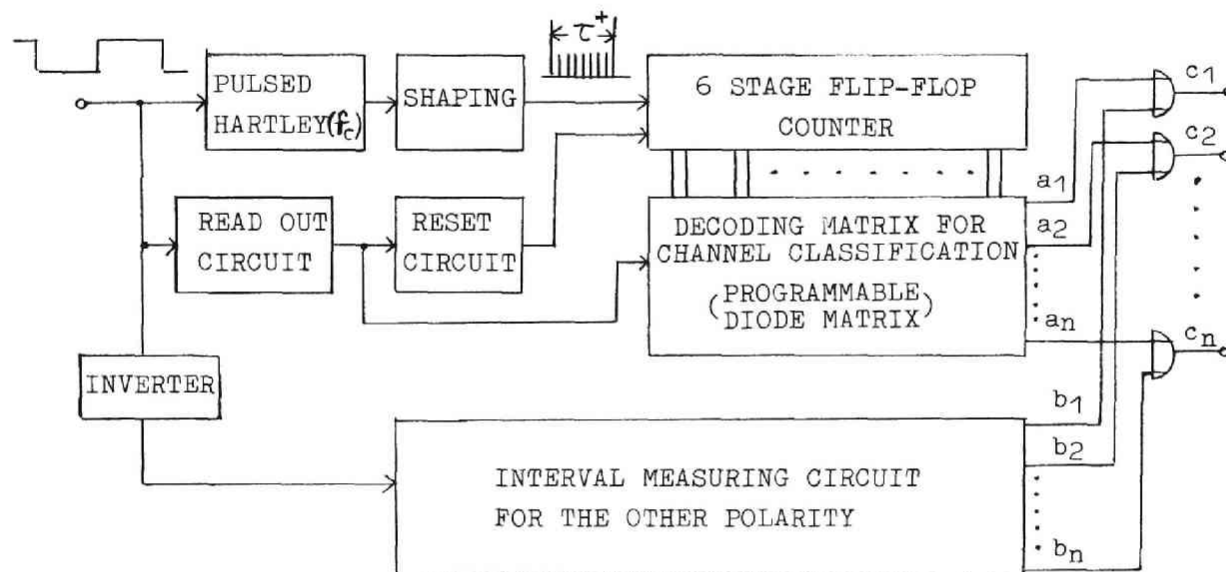 τ+
PULSED
HARTLEY(fc)
SHAPING
6 STAGE FLIP-FLOP
COUNTER
READ OUT
CIRCUIT
RESET
CIRCUIT
DECODING MATRIX FOR
CHANNEL CLASSIFICATION
(PROGRAMMABLE
DIODE MATRIX)
a1
a2
an
c1
c2
cn
INVERTER
INTERVAL MEASURING CIRCUIT
FOR THE OTHER POLARITY
b1
b2
bn